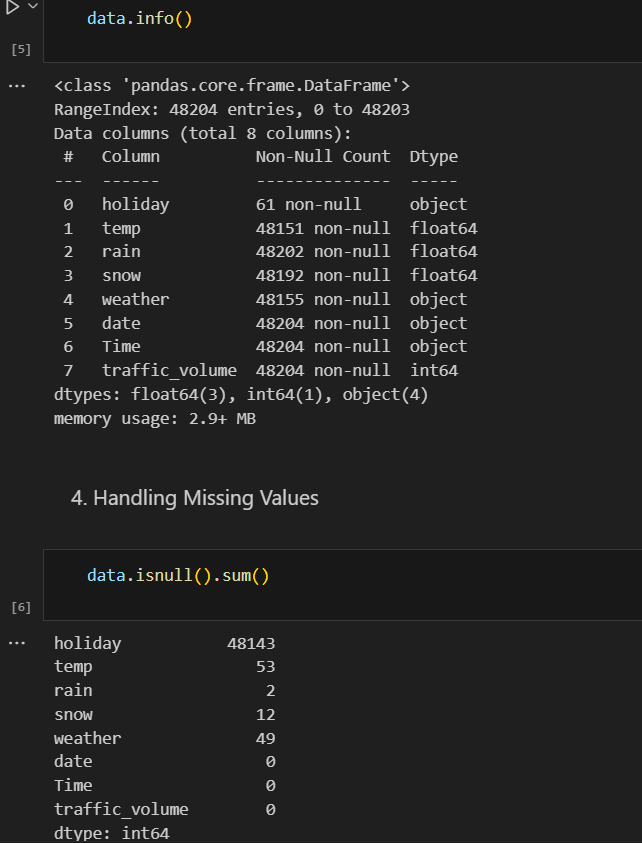 data.info()
[5]
...
<class 'pandas.core.frame.DataFrame'>
RangeIndex: 48204 entries, 0 to 48203
Data columns (total 8 columns):
 #   Column          Non-Null Count  Dtype
---  ------          --------------  -----
 0   holiday         61 non-null     object
 1   temp            48151 non-null  float64
 2   rain            48202 non-null  float64
 3   snow            48192 non-null  float64
 4   weather         48155 non-null  object
 5   date            48204 non-null  object
 6   Time            48204 non-null  object
 7   traffic_volume  48204 non-null  int64
dtypes: float64(3), int64(1), object(4)
memory usage: 2.9+ MB
4. Handling Missing Values
data.isnull().sum()
[6]
...
holiday           48143
temp                 53
rain                  2
snow                 12
weather              49
date                  0
Time                  0
traffic_volume        0
dtype: int64